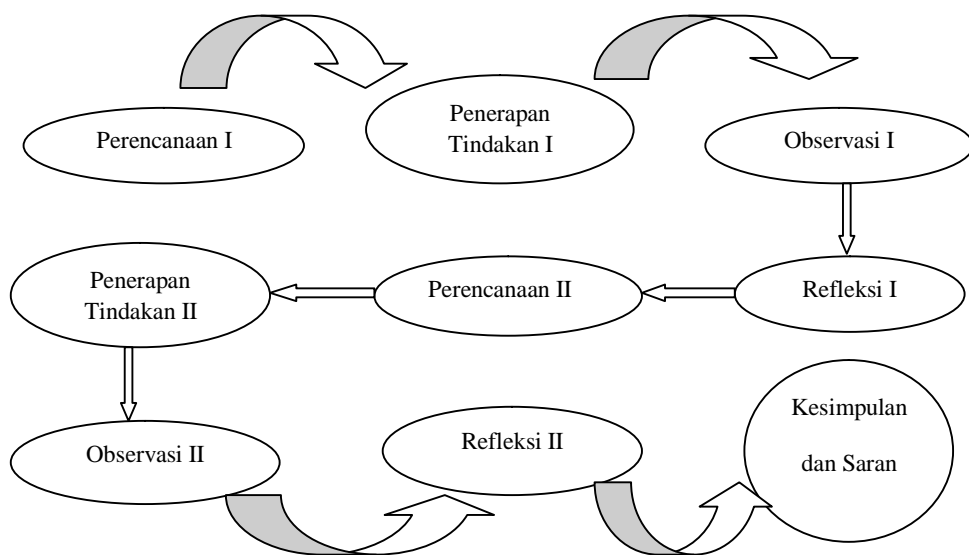 Perencanaan I
Penerapan
Tindakan I
Observasi I
Penerapan
Tindakan II
Perencanaan II
Refleksi I
Observasi II
Refleksi II
Kesimpulan
dan Saran